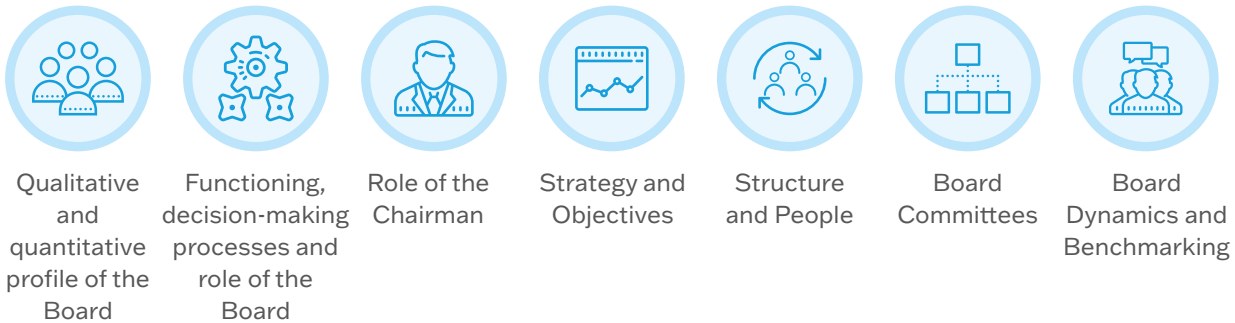 Qualitative
and
quantitative
profile of the
Board
Functioning,
decision-making
processes and
role of the
Board
Role of the
Chairman
Strategy and
Objectives
Structure
and People
Board
Committees
Board
Dynamics and
Benchmarking